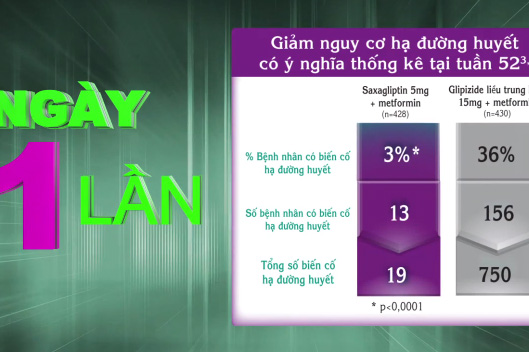 NGÀY
1 LẦN
Giảm nguy cơ hạ đường huyết
có ý nghĩa thống kê tại tuần 52³
Saxagliptin 5mg
+ metformin
(n=428)
Glipizide liều trung
15mg + metform
(n=430)
% Bệnh nhân có biến cố
hạ đường huyết
3%*
36%
Số bệnh nhân có biến cố
hạ đường huyết
13
156
Tổng số biến cố
hạ đường huyết
19
750
* p<0,0001